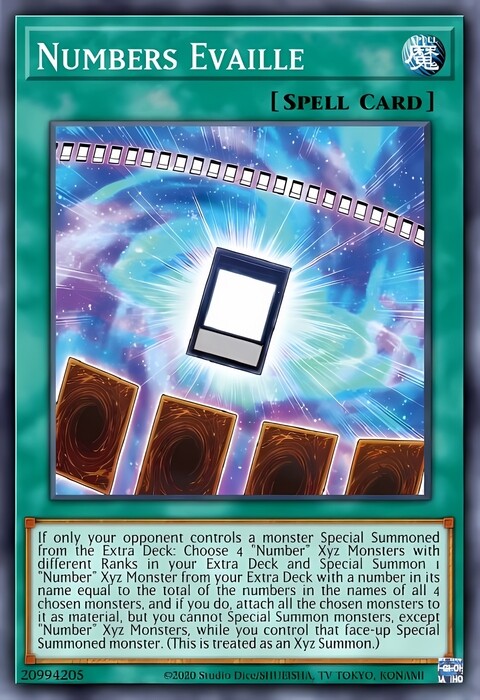 NUMBERS EVAILLE
魔
[SPELL CARD]
If only your opponent controls a monster Special Summoned
from the Extra Deck: Choose 4 "Number" Xyz Monsters with
different Ranks in your Extra Deck and Special Summon 1
"Number" Xyz Monster from your Extra Deck with a number in its
name equal to the total of the numbers in the names of all 4
chosen monsters, and if you do, attach all the chosen monsters to
it as material, but you cannot Special Summon monsters, except
"Number" Xyz Monsters, while you control that face-up Special
Summoned monster. (This is treated as an Xyz Summon.)
20994205
©2020 Studio Dice/SHUEISHA, TV TOKYO, KONAMI